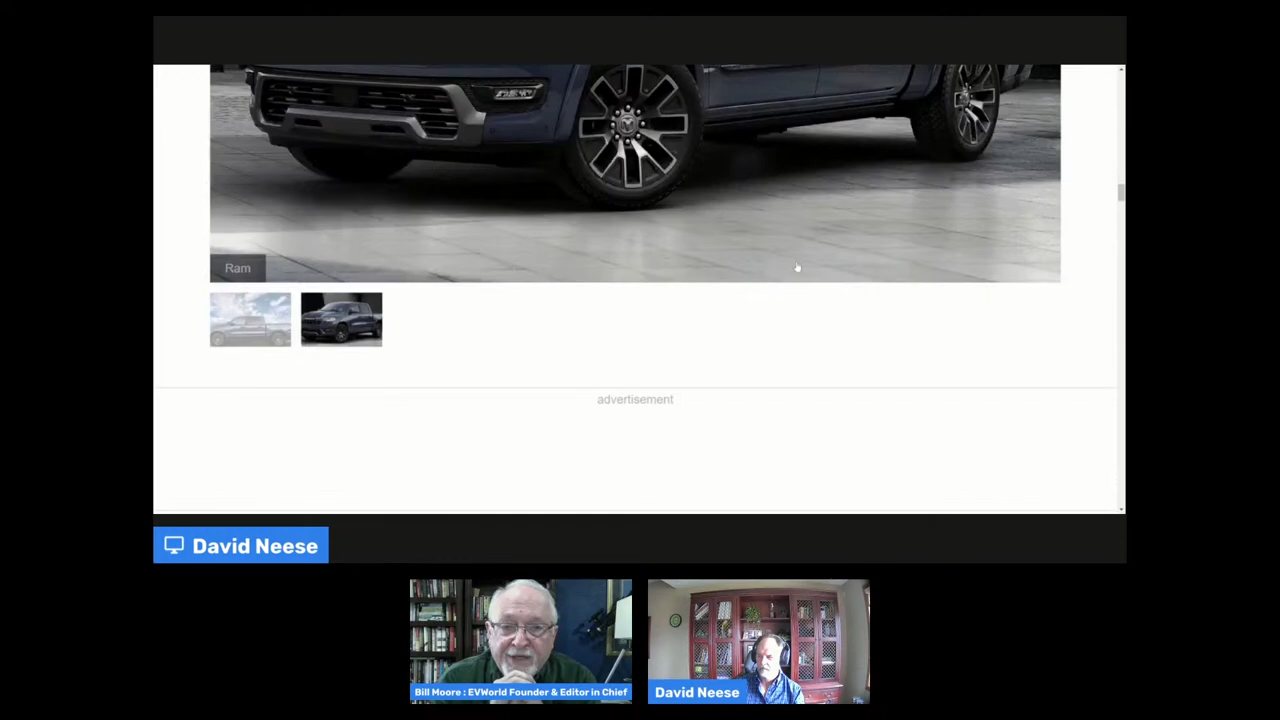 Ram
advertisement
David Neese
Bill Moore : EVWorld Founder & Editor in Chief
David Neese